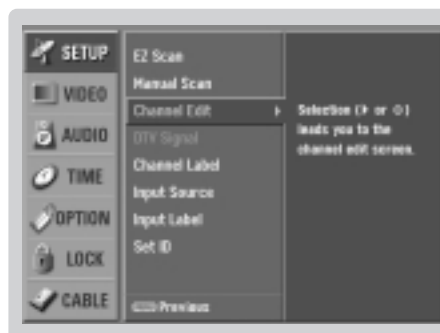 SETUP
VIDEO
AUDIO
TIME
OPTION
LOCK
CABLE
EZ Scan
Manual Scan
Channel Edit
DTV Signal
Channel Label
Input Source
Input Label
Set ID
Previous
Selection ( or ) 
leads you to the
channel edit screen.